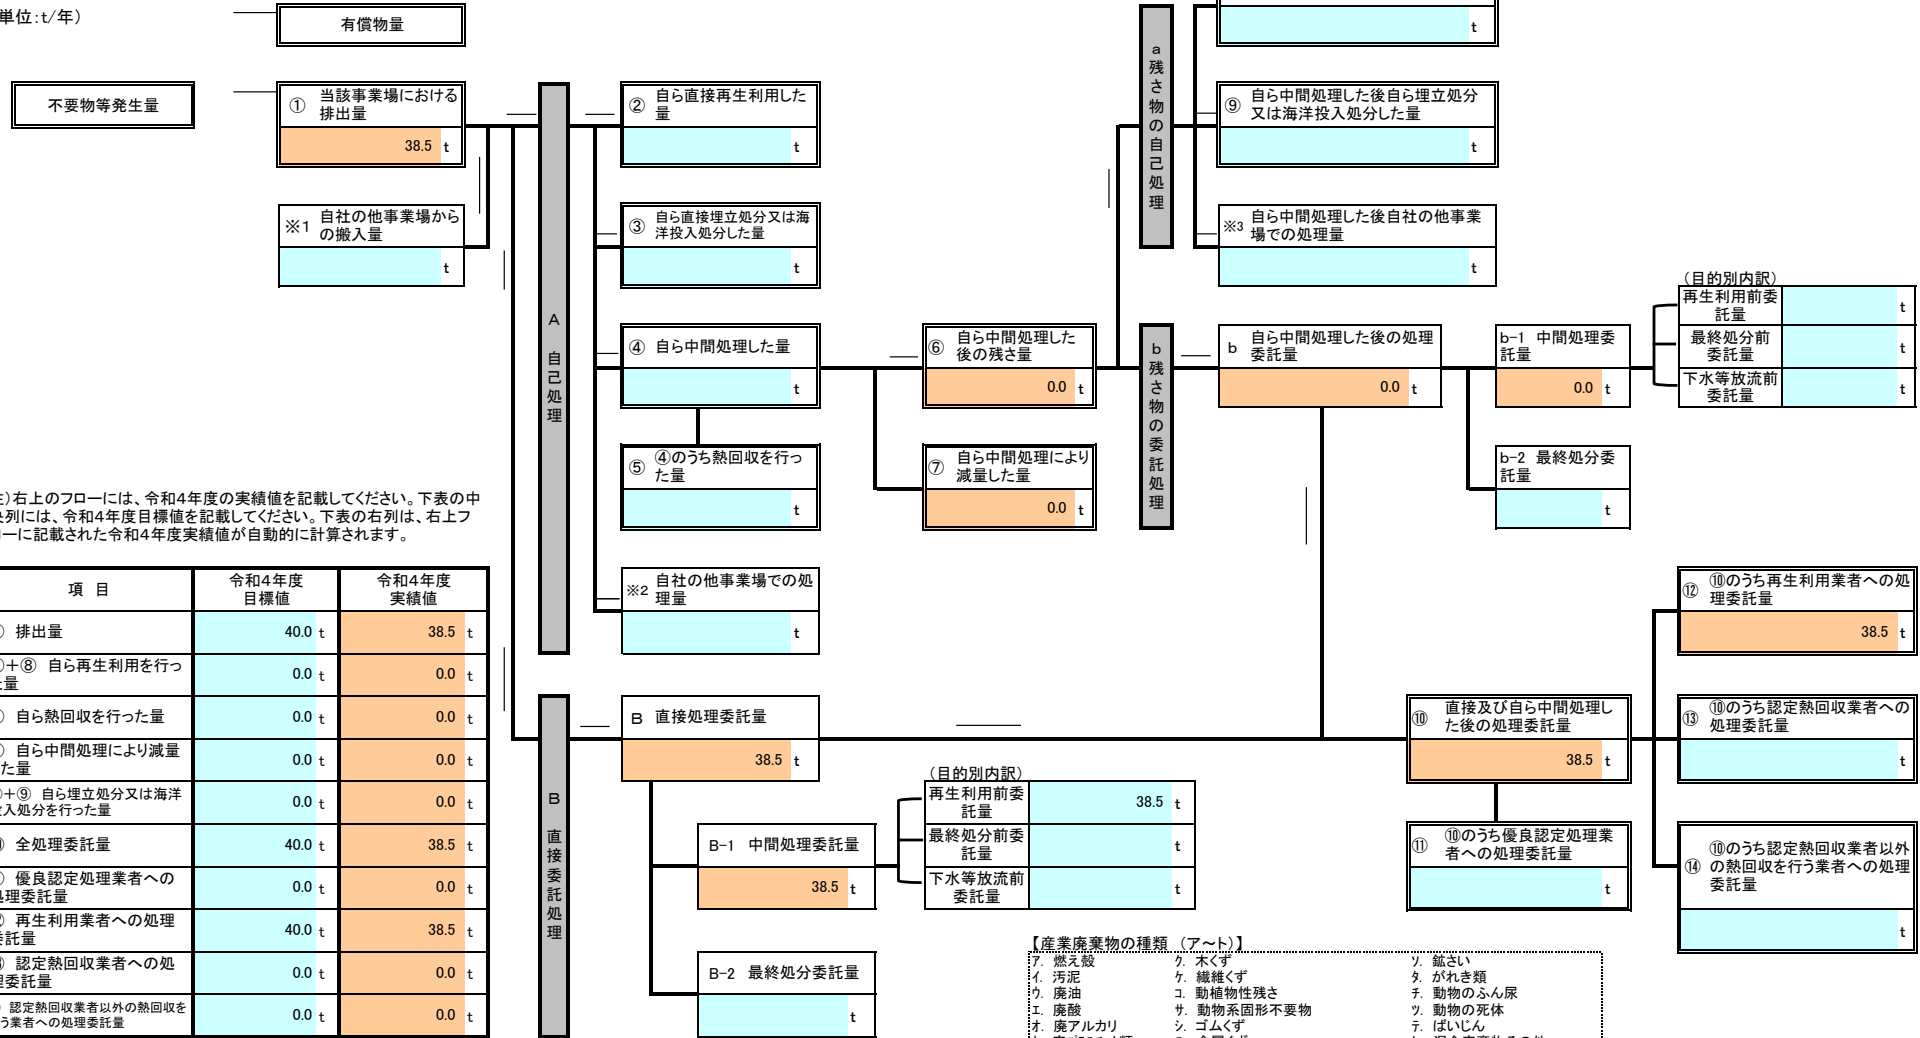 単位:t/年)
有償物量
t
不要物等発生量
① 当該事業場における
排出量
38.5 t
※1 自社の他事業場から
の搬入量
t
A 自己処理
② 自ら直接再生利用した
量
t
③ 自ら直接埋立処分又は海
洋投入処分した量
t
④ 自ら中間処理した量
t
⑤ ④のうち熱回収を行っ
た量
t
※2 自社の他事業場での処
理量
t
⑥ 自ら中間処理した
後の残さ量
0.0 t
⑦ 自ら中間処理により
減量した量
0.0 t
a 残さ物の自己処理
⑨ 自ら中間処理した後自ら埋立処分
又は海洋投入処分した量
t
※3 自ら中間処理した後自社の他事業
場での処理量
t
b 残さ物の委託処理
b 自ら中間処理した後の処理
委託量
0.0 t
b-1 中間処理委
託量
0.0 t
b-2 最終処分委
託量
t
(目的別内訳)
再生利用前委
託量
t
最終処分前
委託量
t
下水等放流前
委託量
t
)右上のフローには、令和4年度の実績値を記載してください。下表の中
列には、令和4年度目標値を記載してください。下表の右列は、右上フ
ーに記載された令和4年度実績値が自動的に計算されます。
項 目
令和4年度
目標値
令和4年度
実績値
排出量 40.0 t 38.5 t
+⑧ 自ら再生利用を行っ
量 0.0 t 0.0 t
自ら熱回収を行った量 0.0 t 0.0 t
自ら中間処理により減量
た量 0.0 t 0.0 t
+⑨ 自ら埋立処分又は海洋
入処分を行った量 0.0 t 0.0 t
全処理委託量 40.0 t 38.5 t
優良認定処理業者への
処理委託量 0.0 t 0.0 t
再生利用業者への処理
委託量 40.0 t 38.5 t
認定熱回収業者への処
理委託量 0.0 t 0.0 t
認定熱回収業者以外の熱回収を
う業者への処理委託量 0.0 t 0.0 t
B 直接委託処理
B 直接処理委託量
38.5 t
B-1 中間処理委託量
38.5 t
B-2 最終処分委託量
t
(目的別内訳)
再生利用前委
託量
38.5 t
最終処分前委
託量
t
下水等放流前
委託量
t
⑩ 直接及び自ら中間処理し
た後の処理委託量
38.5 t
⑪ ⑩のうち優良認定処理業
者への処理委託量
t
⑫ ⑩のうち再生利用業者への処
理委託量
38.5 t
⑬ ⑩のうち認定熱回収業者への
処理委託量
t
⑭ ⑩のうち認定熱回収業者以外
の熱回収を行う業者への処理
委託量
t
【産業廃棄物の種類 (ア~ト)】
ア. 燃え殻 ク. 木くず ソ. 鉱さい
イ. 汚泥 ケ. 繊維くず タ. がれき類
ウ. 廃油 コ. 動植物性残さ チ. 動物のふん尿
エ. 廃酸 サ. 動物系固形不要物 ツ. 動物の死体
オ. 廃アルカリ シ. ゴムくず テ. ばいじん